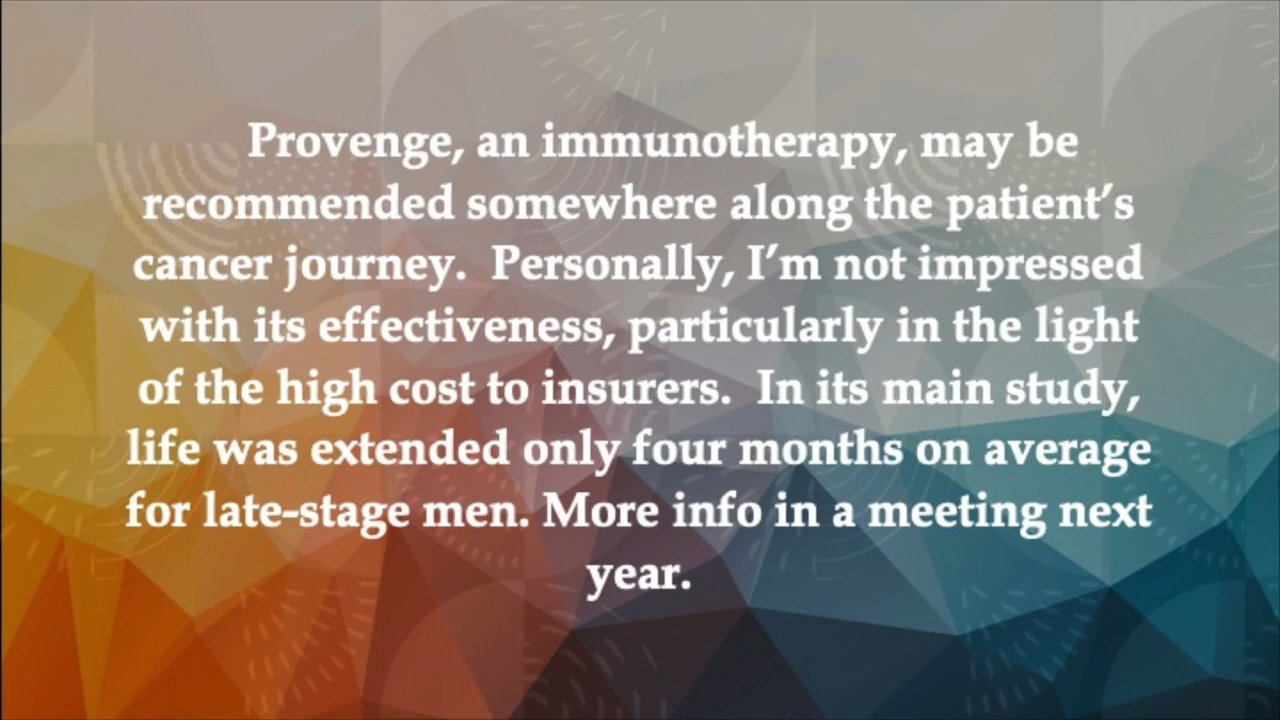 Provenge, an immunotherapy, may be
recommended somewhere along the patient’s
cancer journey.  Personally, I’m not impressed
with its effectiveness, particularly in the light
of the high cost to insurers.  In its main study,
life was extended only four months on average
for late-stage men. More info in a meeting next
year.